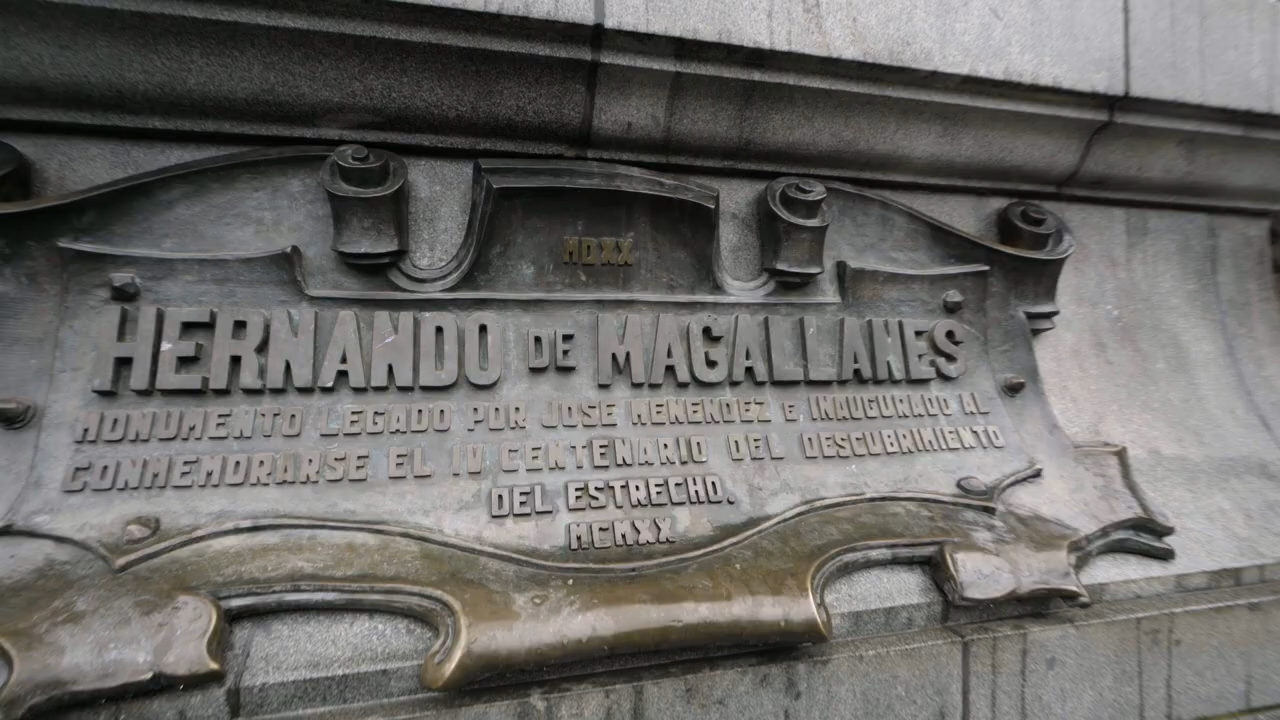 MDXX
HERNANDO DE MAGALLANES
MONUMENTO LEGADO POR JOSE MENENDEZ E INAUGURADO AL
CONMEMORARSE EL IV CENTENARIO DEL DESCUBRIMIENTO
DEL ESTRECHO.
MCMXX